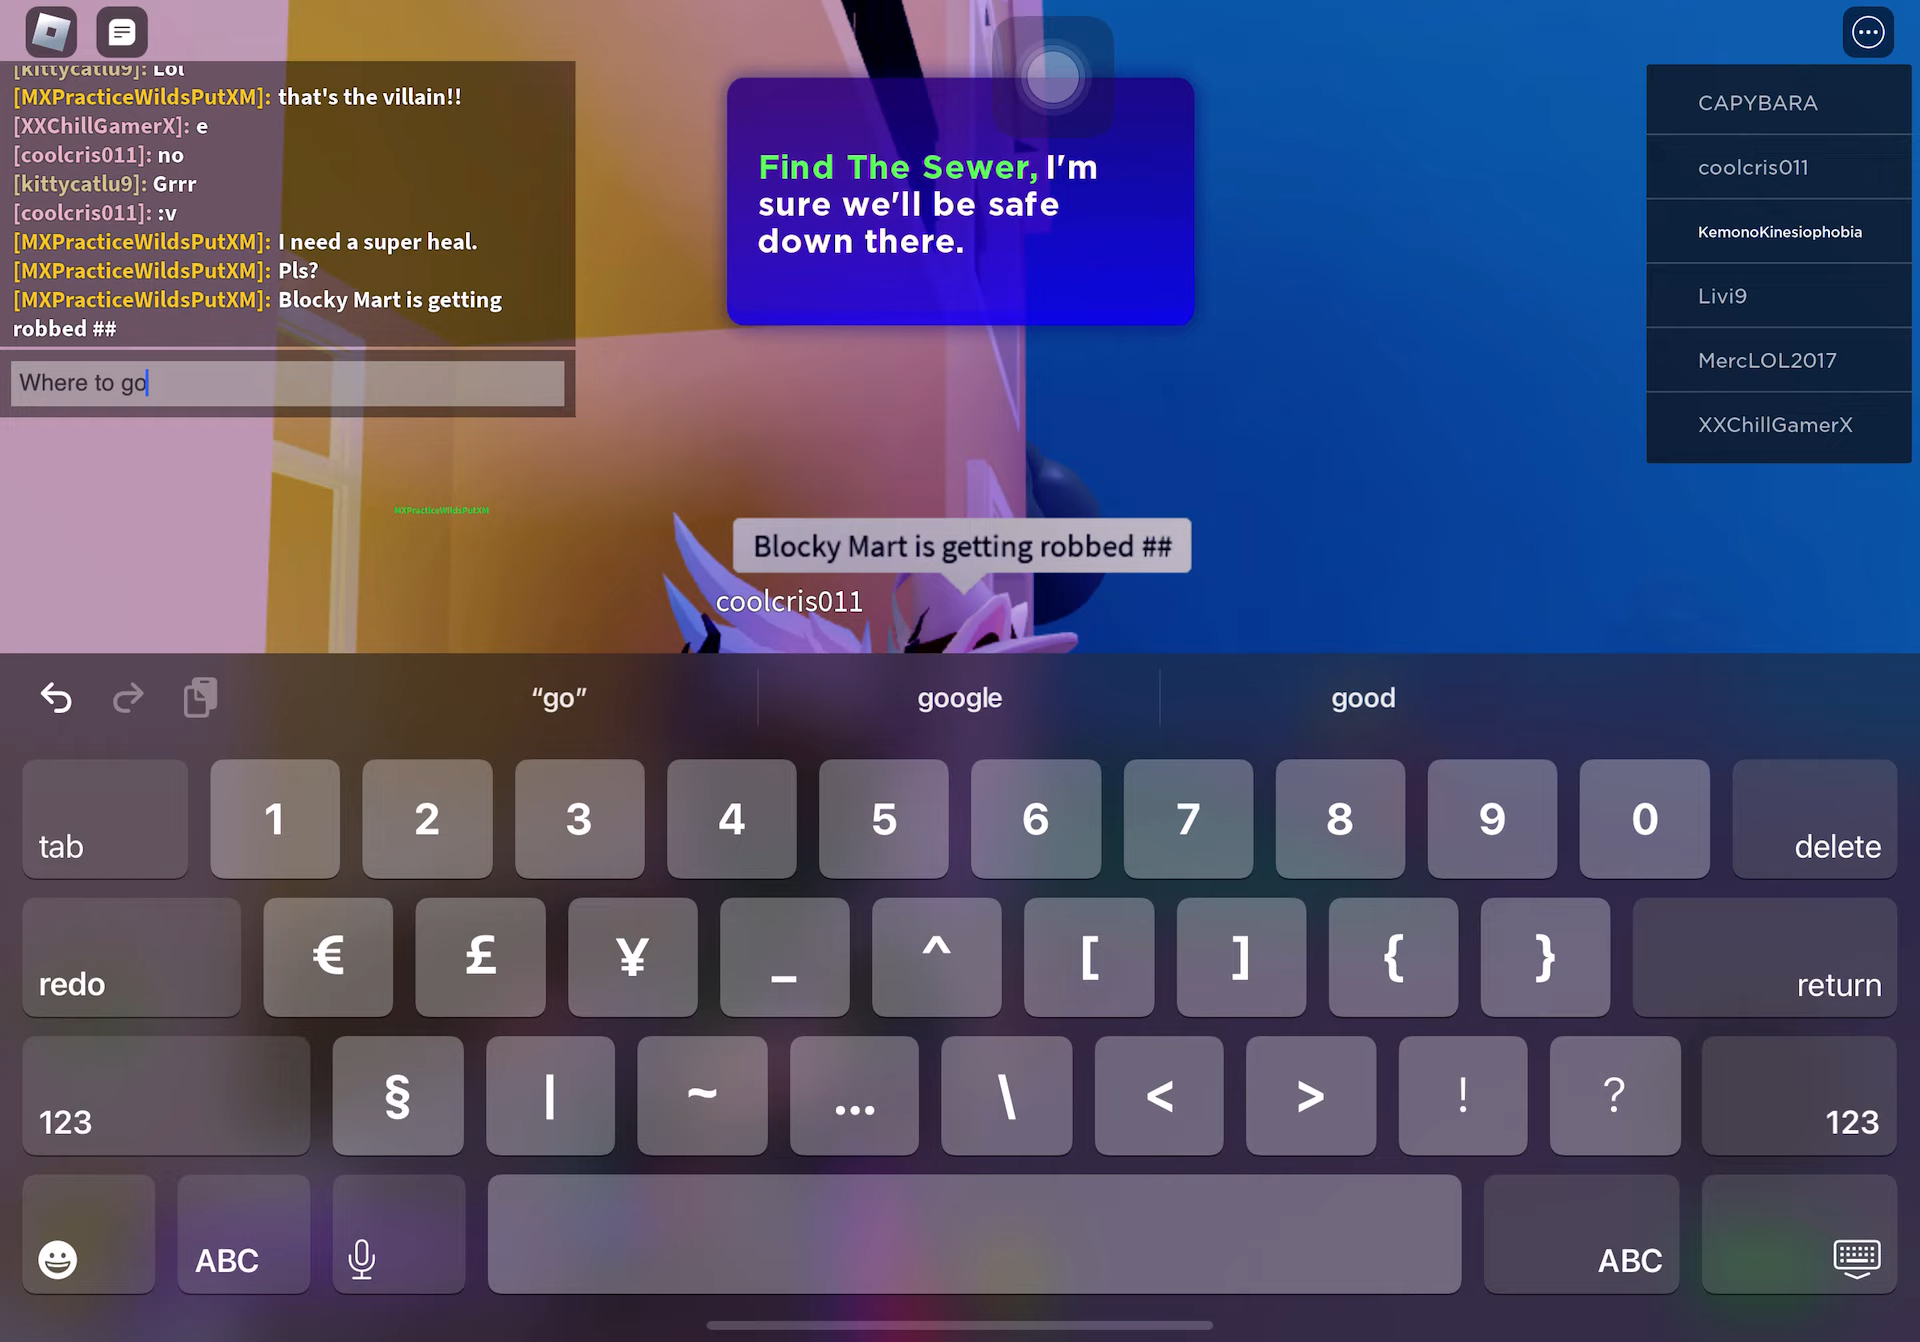 [kittycatlu9]: Lol
[MXPracticeWildsPutXM]: that's the villain!!
[XXChillGamerX]: e
[coolcris011]: no
[kittycatlu9]: Grrr
[coolcris011]: :v
[MXPracticeWildsPutXM]: I need a super heal.
[MXPracticeWildsPutXM]: Pls?
[MXPracticeWildsPutXM]: Blocky Mart is getting
robbed ##
Where to go
Find The Sewer, I'm
sure we'll be safe
down there.
CAPYBARA
coolcris011
KemonoKinesiophobia
Livi9
MercLOL2017
XXChillGamerX
MXPracticeWildsPutXM
Blocky Mart is getting robbed ##
coolcris011
“go” google good
tab 1 2 3 4 5 6 7 8 9 0 delete
redo € £ ¥ _ ^ [ ] { } return
123 § | ~ … \ < > ! ? 123
ABC ABC